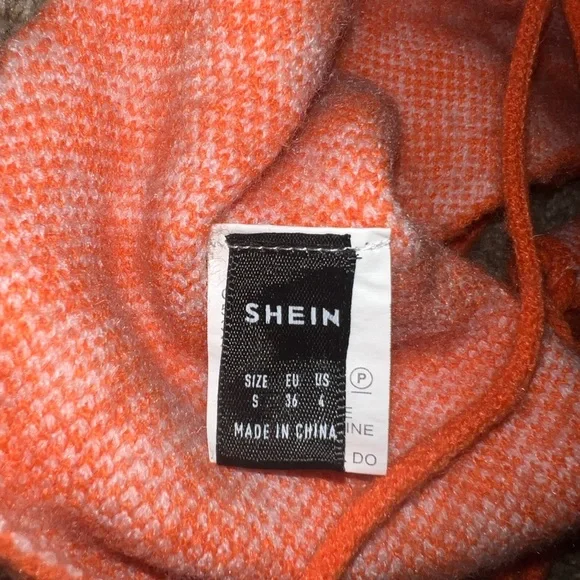 SHEIN
SIZE EU US
S 36 4
MADE IN CHINA
P
E
INE
DO